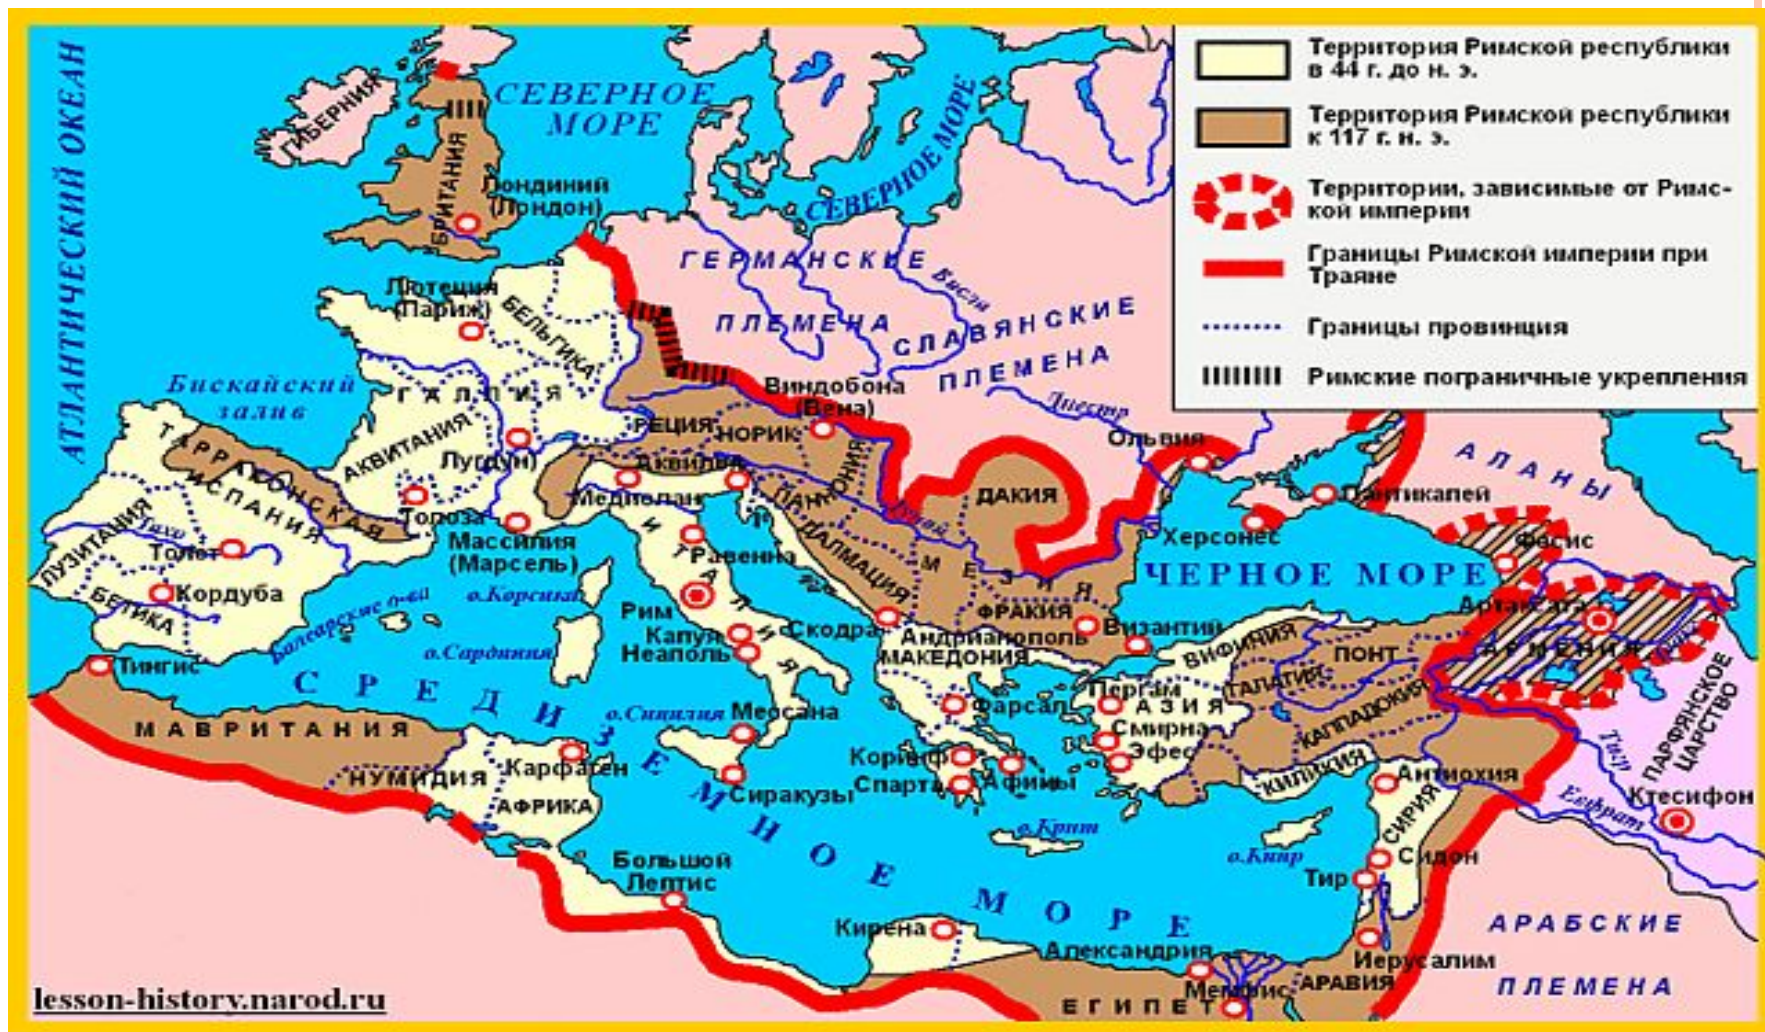 Территория Римской республики
в 44 г. до н. э.
Территория Римской республики
к 117 г. н. э.
Территории, зависимые от Римс-
кой империи
Границы Римской империи при
Траяне
Границы провинция
Римские пограничные укрепления
АТЛАНТИЧЕСКИЙ ОКЕАН
ГИБЕРНИЯ
СЕВЕРНОЕ
МОРЕ
СЕВЕРНОЕ МОРЕ
БРИТАНИЯ
Лондиний
(Лондон)
ГЕРМАНСКИЕ
ПЛЕМЕНА
Висла
СЛАВЯНСКИЕ
ПЛЕМЕНА
Лютеция
(Париж)
БЕЛЬГИКА
Бискайский
залив
ГАЛЛИЯ
Виндобона
(Вена)
Днестр
РЕЦИЯ
НОРИК
АКВИТАНИЯ
Лугдун)
Аквилья
ПАННОНИЯ
Ольвия
АЛАНЫ
ТАРРАКОНСКАЯ
ИСПАНИЯ
Медиолан
ДАКИЯ
Пантикапей
ЛУЗИТАНИЯ
Тахо
Толет
Толоза
Массилия
(Марсель)
ИТАЛИЯ
Равенна
ДАЛМАЦИЯ
Дунай
МЕЗИЯ
Херсонес
Фасис
ЧЕРНОЕ МОРЕ
Кордуба
БЕТИКА
Балеарские о-ва
о.Корсика
Рим
ФРАКИЯ
Артаксата
Капуя
Неаполь
Скодра
Андрианополь
Византий
МАКЕДОНИЯ
ВИФИНИЯ
ПОНТ
АРМЕНИЯ
Тингис
о.Сардиния
СРЕДИЗЕМНОЕ МОРЕ
Пергам
ГАЛАТИЯ
АЗИЯ
КАППАДОКИЯ
ПАРФЯНСКОЕ
ЦАРСТВО
Фарсал
о.Сицилия
Мессана
Смирна
Эфес
МАВРИТАНИЯ
НУМИДИЯ
Карфаген
АФРИКА
Коринф
Спарта
Афины
КИЛИКИЯ
Антиохия
Тигр
Евфрат
Ктесифон
Сиракузы
о.Крит
о.Кипр
СИРИЯ
Сидон
Тир
Большой
Лептис
Кирена
Александрия
Иерусалим
АРАБСКИЕ
ПЛЕМЕНА
Мемфис
АРАВИЯ
ЕГИПЕТ
lesson-history.narod.ru